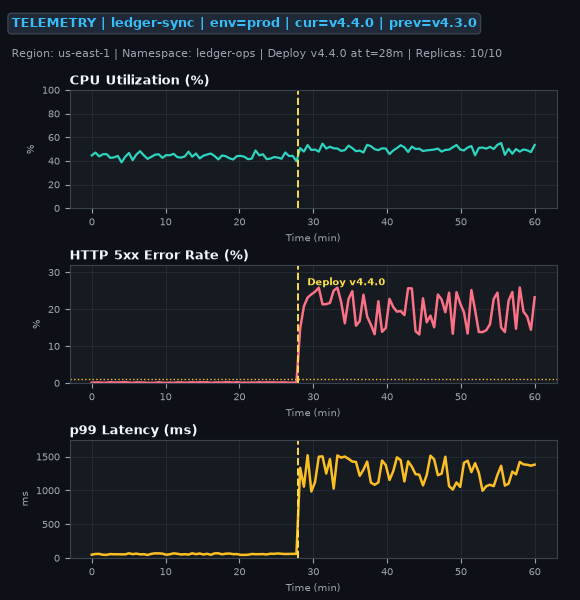 TELEMETRY | ledger-sync | env=prod | cur=v4.4.0 | prev=v4.3.0
Region: us-east-1 | Namespace: ledger-ops | Deploy v4.4.0 at t=28m | Replicas: 10/10
CPU Utilization (%)
100
80
60
40
20
0
%
0 10 20 30 40 50 60
Time (min)
HTTP 5xx Error Rate (%)
30
20
10
0
%
Deploy v4.4.0
0 10 20 30 40 50 60
Time (min)
p99 Latency (ms)
1500
1000
500
0
ms
0 10 20 30 40 50 60
Time (min)